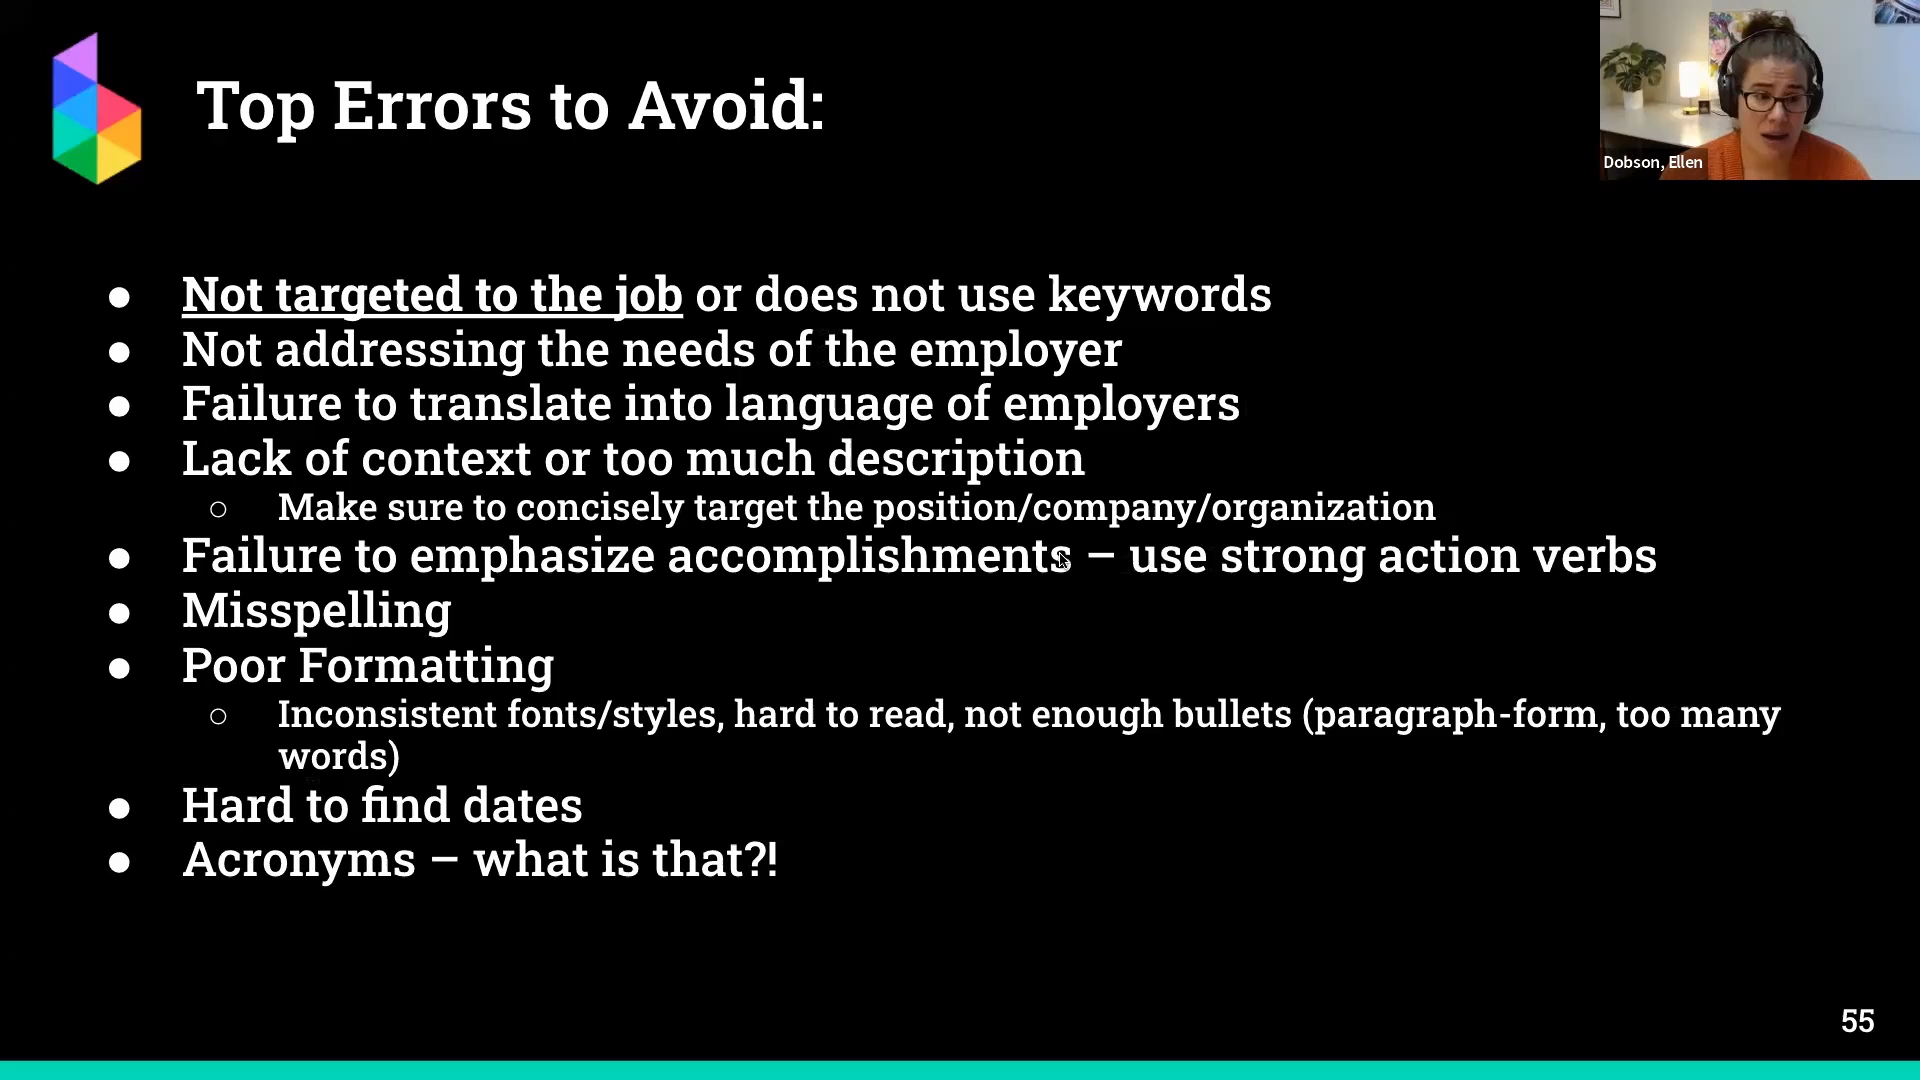 Top Errors to Avoid:
Dobson, Ellen
● Not targeted to the job or does not use keywords
● Not addressing the needs of the employer
● Failure to translate into language of employers
● Lack of context or too much description
○ Make sure to concisely target the position/company/organization
● Failure to emphasize accomplishments – use strong action verbs
● Misspelling
● Poor Formatting
○ Inconsistent fonts/styles, hard to read, not enough bullets (paragraph-form, too many
words)
● Hard to find dates
● Acronyms – what is that?!
55